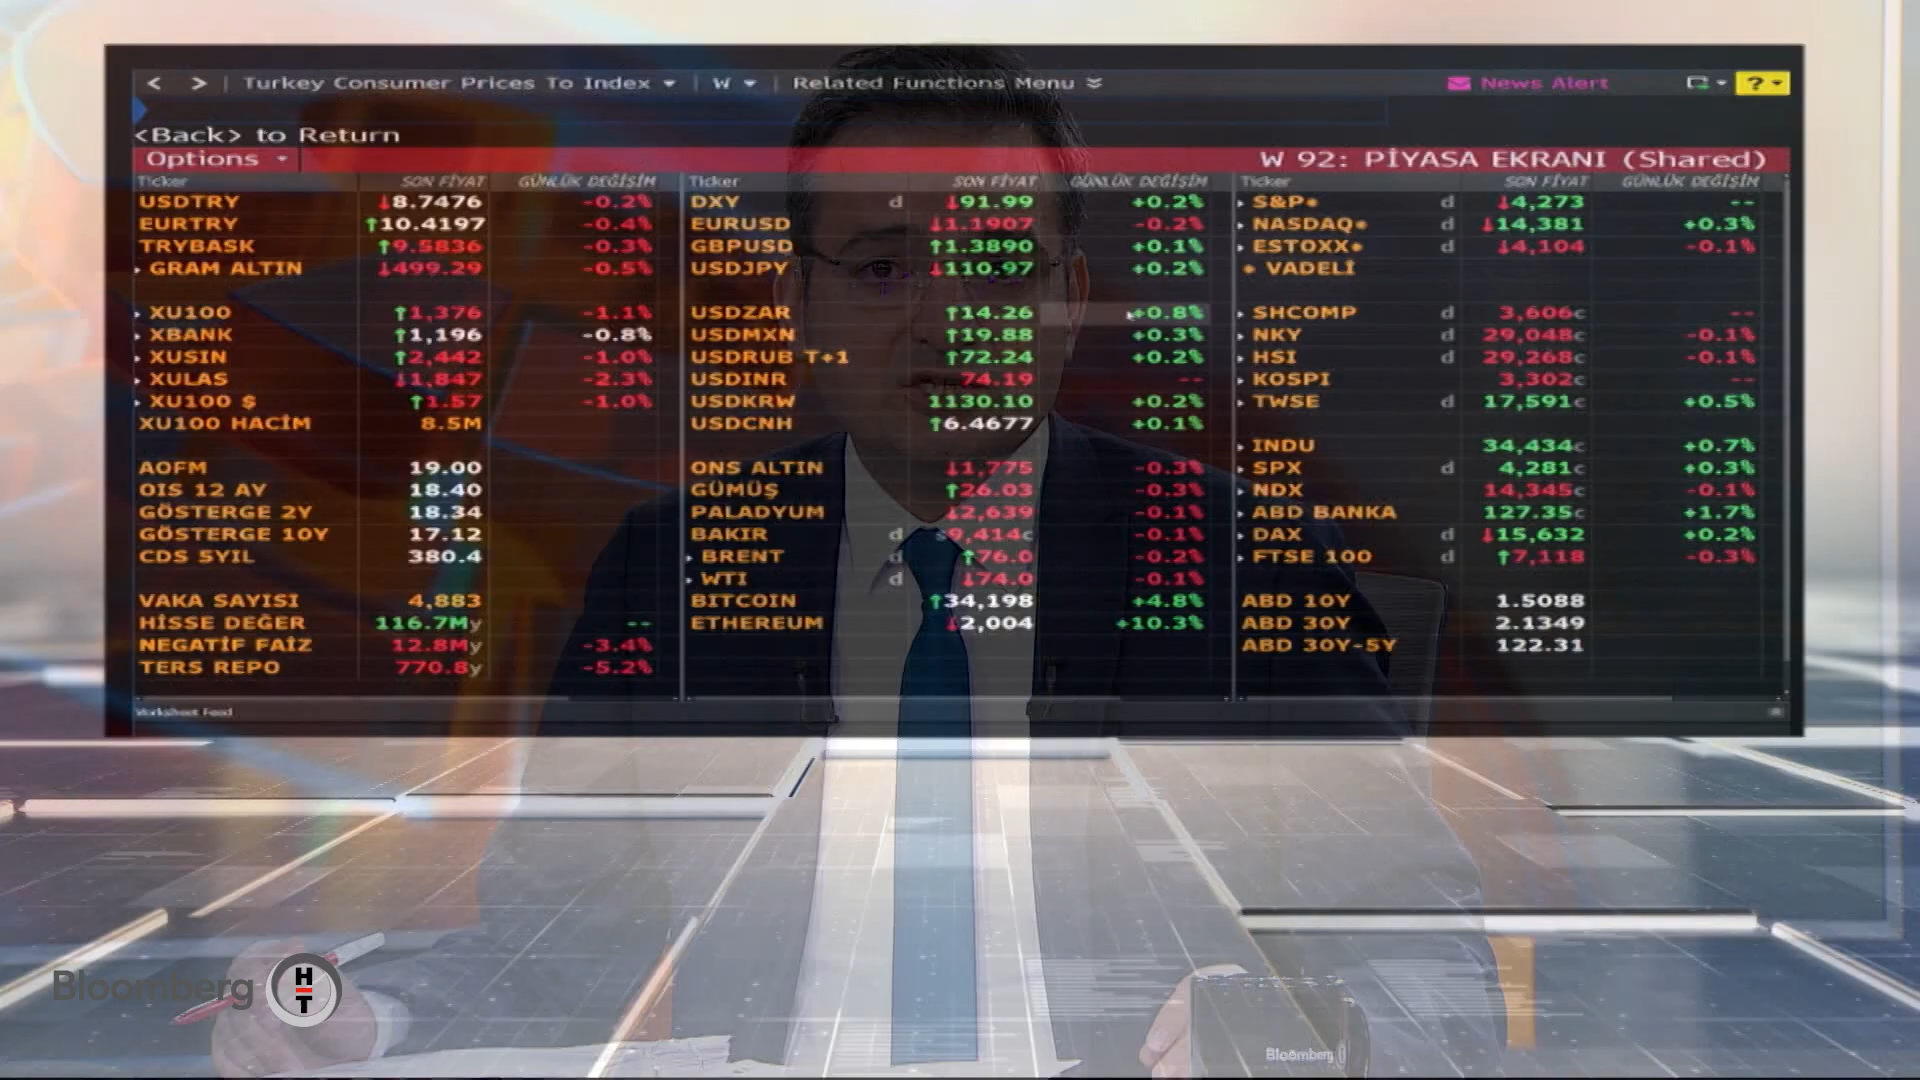 < > | Turkey Consumer Prices To Index | W | Related Functions Menu News Alert ?
<Back> to Return
Options W 92: PİYASA EKRANI (Shared)
Ticker SON FİYAT GÜNLÜK DEĞİŞİM Ticker SON FİYAT GÜNLÜK DEĞİŞİM Ticker SON FİYAT GÜNLÜK DEĞİŞİM
USDTRY ↓8.7476 -0.2% DXY d ↓91.99 +0.2% S&P• d ↓4,273 --
EURTRY ↑10.4197 -0.4% EURUSD ↓1.1907 -0.2% NASDAQ• d ↓14,381 +0.3%
TRYBASK ↑9.5836 -0.3% GBPUSD ↑1.3890 +0.1% ESTOXX• d ↓4,104 -0.1%
GRAM ALTIN ↓499.29 -0.5% USDJPY ↓110.97 +0.2% • VADELİ
XU100 ↑1,376 -1.1% USDZAR ↑14.26 +0.8% SHCOMP d 3,606c --
XBANK ↑1,196 -0.8% USDMXN ↑19.88 +0.3% NKY d 29,048c -0.1%
XUSIN ↑2,442 -1.0% USDRUB T+1 ↑72.24 +0.2% HSI d 29,268c -0.1%
XULAS ↓1,847 -2.3% USDINR 74.19 -- KOSPI 3,302c --
XU100 $ ↑1.57 -1.0% USDKRW 1130.10 +0.2% TWSE d 17,591c +0.5%
XU100 HACİM 8.5M USDCNH ↑6.4677 +0.1%
INDU 34,434c +0.7%
AOFM 19.00 ONS ALTIN ↓1,775 -0.3% SPX d 4,281c +0.3%
OIS 12 AY 18.40 GÜMÜŞ ↑26.03 -0.3% NDX 14,345c -0.1%
GÖSTERGE 2Y 18.34 PALADYUM ↓2,639 -0.1% ABD BANKA 127.35c +1.7%
GÖSTERGE 10Y 17.12 BAKIR d s9,414c -0.1% DAX d ↓15,632 +0.2%
CDS 5YIL 380.4 BRENT d ↑76.0 -0.2% FTSE 100 d ↑7,118 -0.3%
WTI d ↓74.0 -0.1%
VAKA SAYISI 4,883 BITCOIN ↑34,198 +4.8% ABD 10Y 1.5088
HİSSE DEĞER 116.7My -- ETHEREUM ↓2,004 +10.3% ABD 30Y 2.1349
NEGATİF FAİZ 12.8My -3.4% ABD 30Y-5Y 122.31
TERS REPO 770.8y -5.2%
Worksheet Feed
Bloomberg HT
Bloomberg